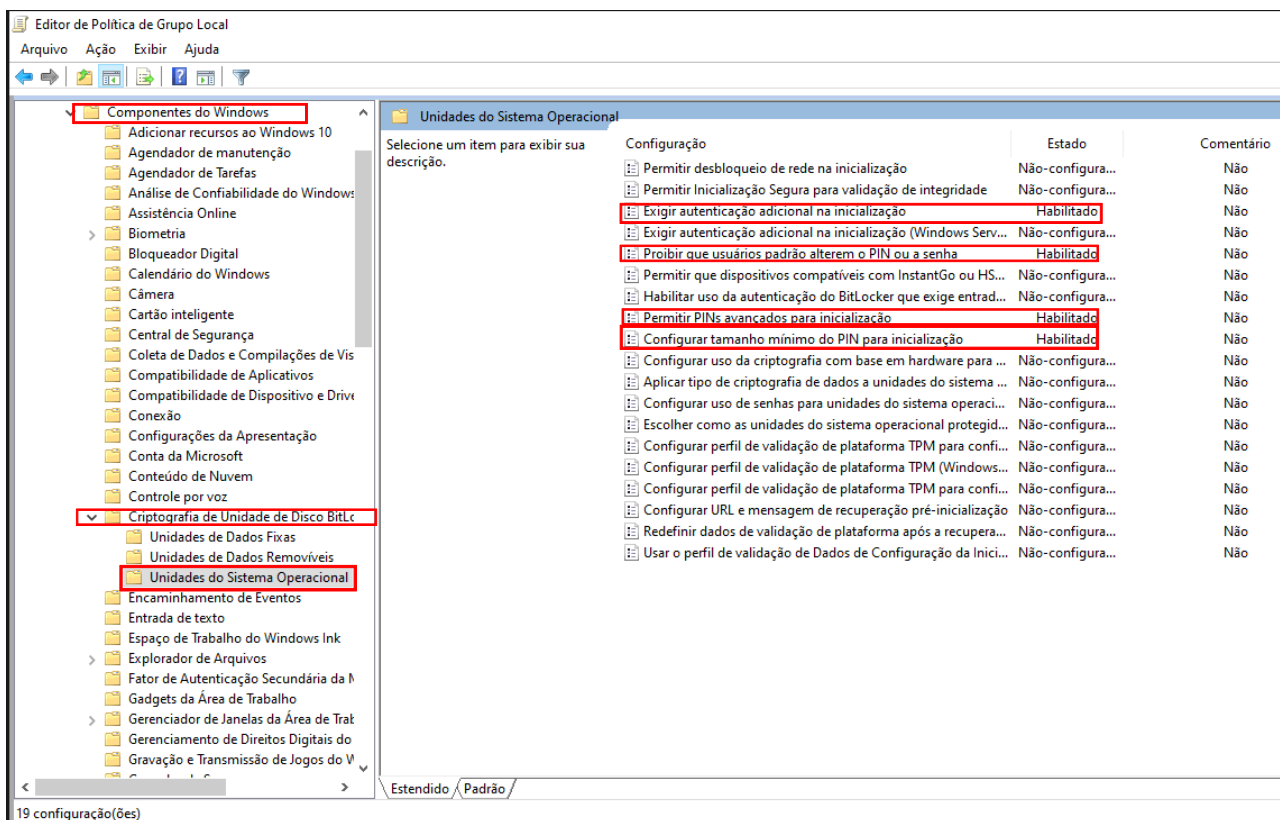 Editor de Política de Grupo Local
Arquivo Ação Exibir Ajuda
Componentes do Windows
Adicionar recursos ao Windows 10
Agendador de manutenção
Agendador de Tarefas
Análise de Confiabilidade do Windows
Assistência Online
Biometria
Bloqueador Digital
Calendário do Windows
Câmera
Cartão inteligente
Central de Segurança
Coleta de Dados e Compilações de Vis
Compatibilidade de Aplicativos
Compatibilidade de Dispositivo e Drive
Conexão
Configurações da Apresentação
Conta da Microsoft
Conteúdo de Nuvem
Controle por voz
Criptografia de Unidade de Disco BitLo
Unidades de Dados Fixas
Unidades de Dados Removíveis
Unidades do Sistema Operacional
Encaminhamento de Eventos
Entrada de texto
Espaço de Trabalho do Windows Ink
Explorador de Arquivos
Fator de Autenticação Secundária da
Gadgets da Área de Trabalho
Gerenciador de Janelas da Área de Trab
Gerenciamento de Direitos Digitais do
Gravação e Transmissão de Jogos do
Unidades do Sistema Operacional
Selecione um item para exibir sua
descrição.
Configuração Estado Comentário
Permitir desbloqueio de rede na inicialização Não-configura... Não
Permitir Inicialização Segura para validação de integridade Não-configura... Não
Exigir autenticação adicional na inicialização Habilitado Não
Exigir autenticação adicional na inicialização (Windows Serv... Não-configura... Não
Proibir que usuários padrão alterem o PIN ou a senha Habilitado Não
Permitir que dispositivos compatíveis com InstantGo ou HS... Não-configura... Não
Habilitar uso da autenticação do BitLocker que exige entrad... Não-configura... Não
Permitir PINs avançados para inicialização Habilitado Não
Configurar tamanho mínimo do PIN para inicialização Habilitado Não
Configurar uso da criptografia com base em hardware para ... Não-configura... Não
Aplicar tipo de criptografia de dados a unidades do sistema ... Não-configura... Não
Configurar uso de senhas para unidades do sistema operaci... Não-configura... Não
Escolher como as unidades do sistema operacional protegid... Não-configura... Não
Configurar perfil de validação de plataforma TPM para confi... Não-configura... Não
Configurar perfil de validação de plataforma TPM (Windows... Não-configura... Não
Configurar perfil de validação de plataforma TPM para confi... Não-configura... Não
Configurar URL e mensagem de recuperação pré-inicialização Não-configura... Não
Redefinir dados de validação de plataforma após a recupera... Não-configura... Não
Usar o perfil de validação de Dados de Configuração da Inici... Não-configura... Não
Estendido Padrão
19 configuração(ões)